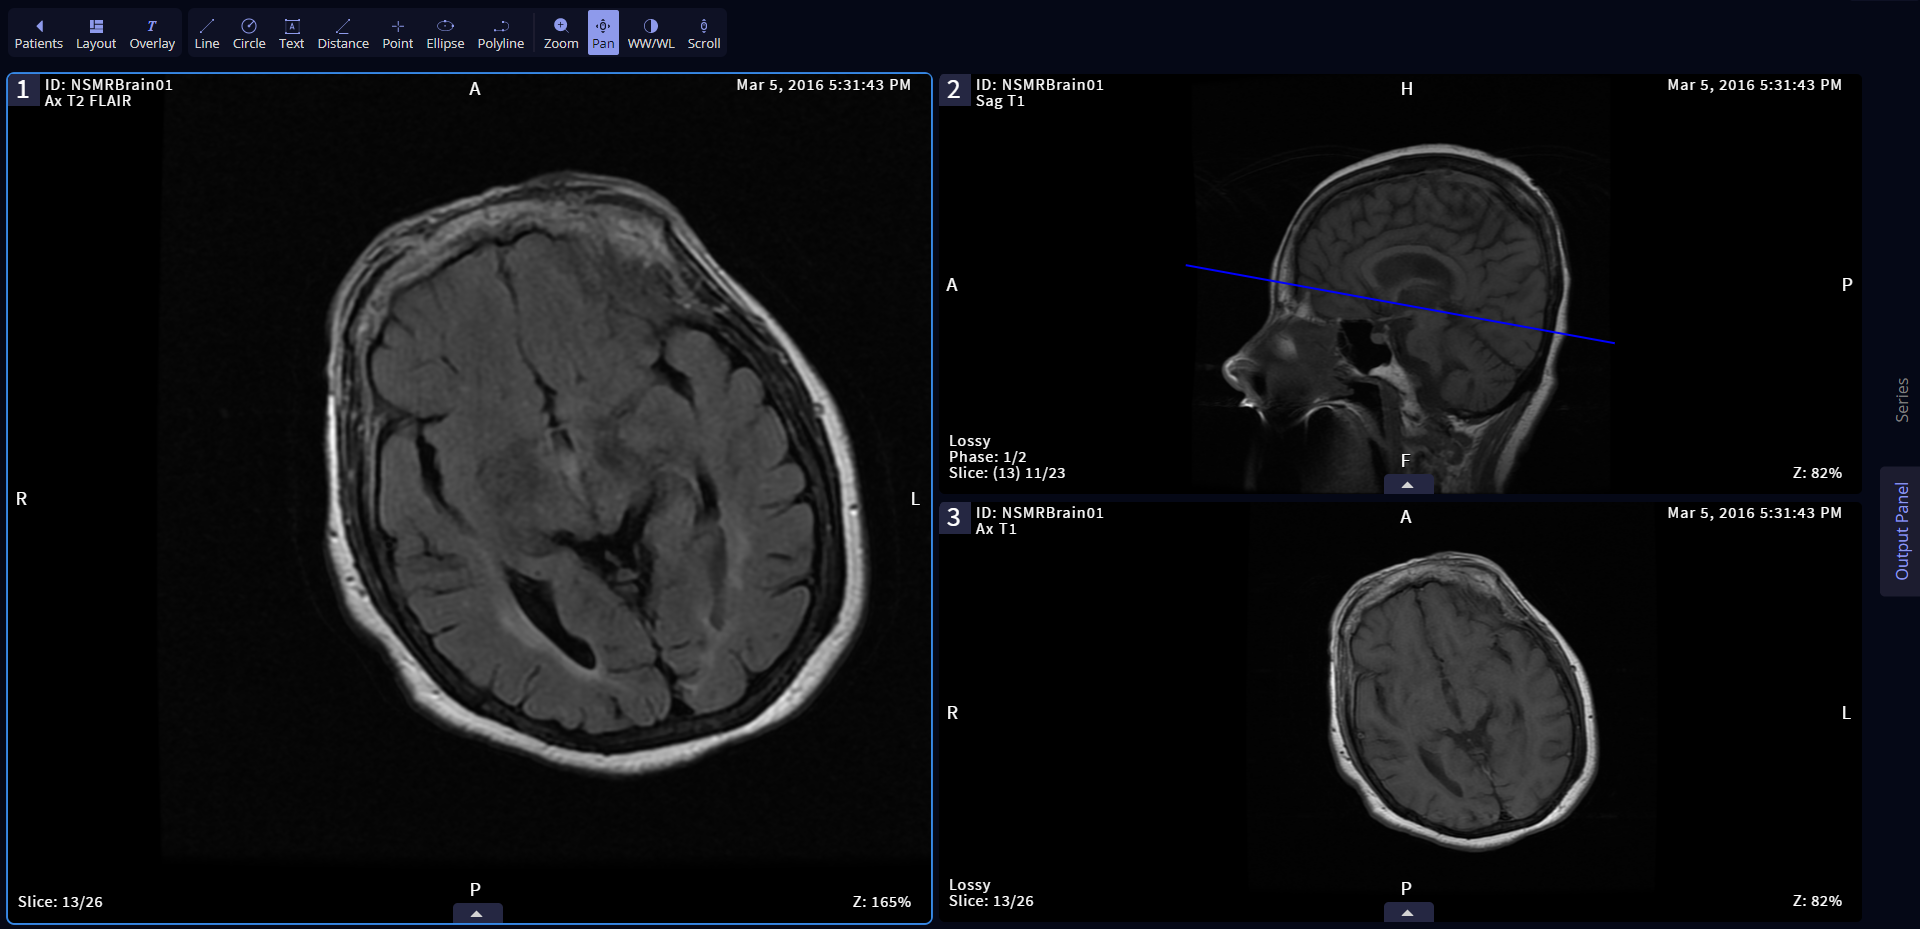 Patients Layout Overlay Line Circle Text Distance Point Ellipse Polyline Zoom Pan WW/WL Scroll
1
ID: NSMRBrain01
Ax T2 FLAIR
A
Mar 5, 2016 5:31:43 PM
R
L
Slice: 13/26
P
Z: 165%
2
ID: NSMRBrain01
Sag T1
H
Mar 5, 2016 5:31:43 PM
A
P
Lossy
Phase: 1/2
Slice: (13) 11/23
F
Z: 82%
3
ID: NSMRBrain01
Ax T1
A
Mar 5, 2016 5:31:43 PM
R
L
Lossy
Slice: 13/26
P
Z: 82%
Series
Output Panel